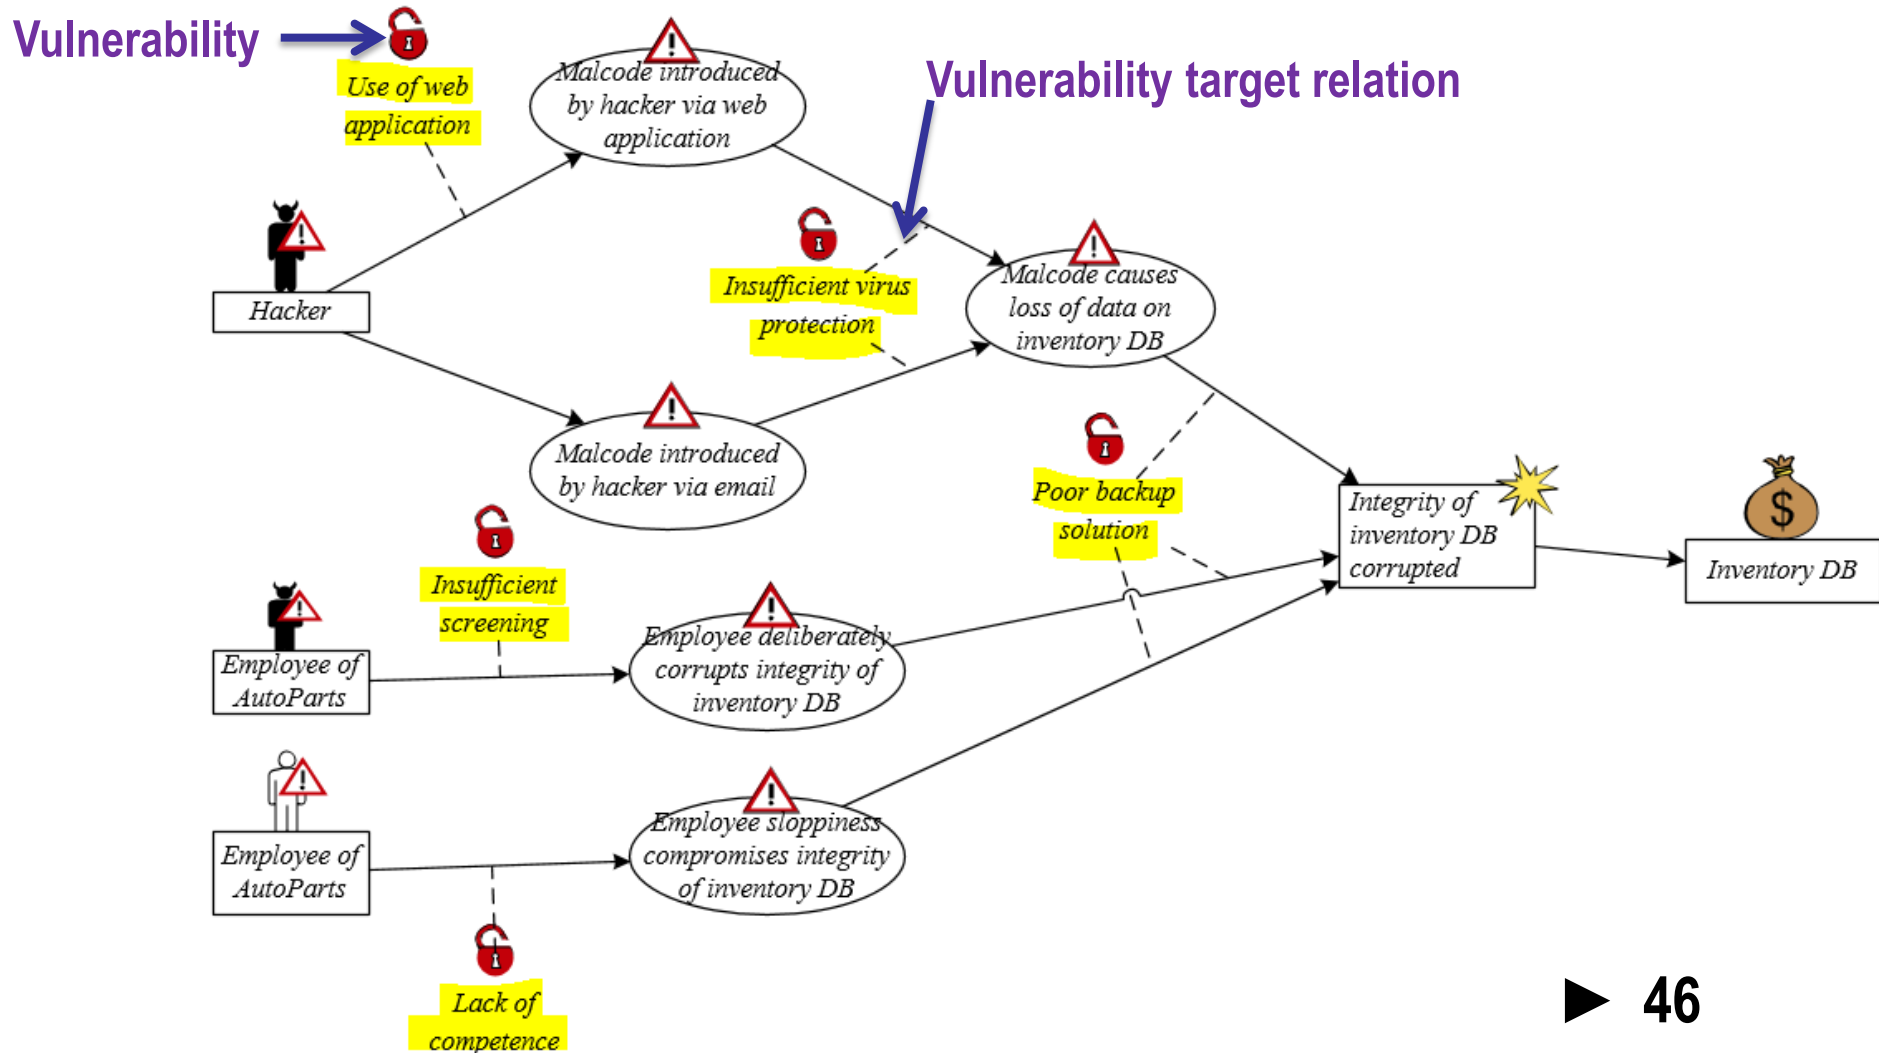 Vulnerability
Use of web
application
Malcode introduced
by hacker via web
application
Vulnerability target relation
Hacker
Insufficient virus
protection
Malcode causes
loss of data on
inventory DB
Malcode introduced
by hacker via email
Poor backup
solution
Integrity of
inventory DB
corrupted
$
Inventory DB
Insufficient
screening
Employee of
AutoParts
Employee deliberately
corrupts integrity of
inventory DB
Employee of
AutoParts
Employee sloppiness
compromises integrity
of inventory DB
Lack of
competence
46